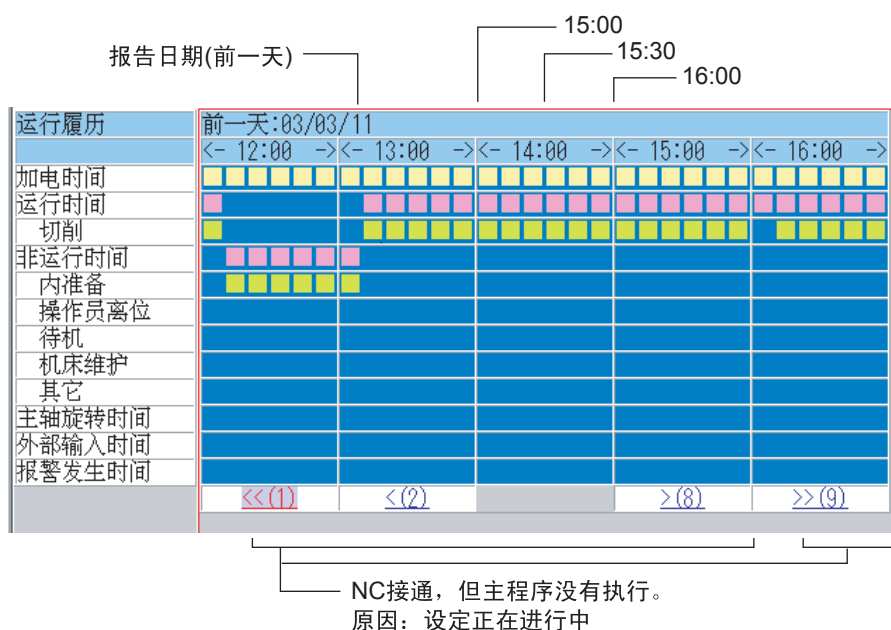 15:00
报告日期(前一天)
15:30
16:00
运行履历
前一天:03/03/11
<- 12:00 -><- 13:00 -><- 14:00 -><- 15:00 -><- 16:00 ->
加电时间
运行时间
切削
非运行时间
内准备
操作员离位
待机
机床维护
其它
主轴旋转时间
外部输入时间
报警发生时间
<<(1) <(2) >(8) >>(9)
NC接通，但主程序没有执行。
原因：设定正在进行中